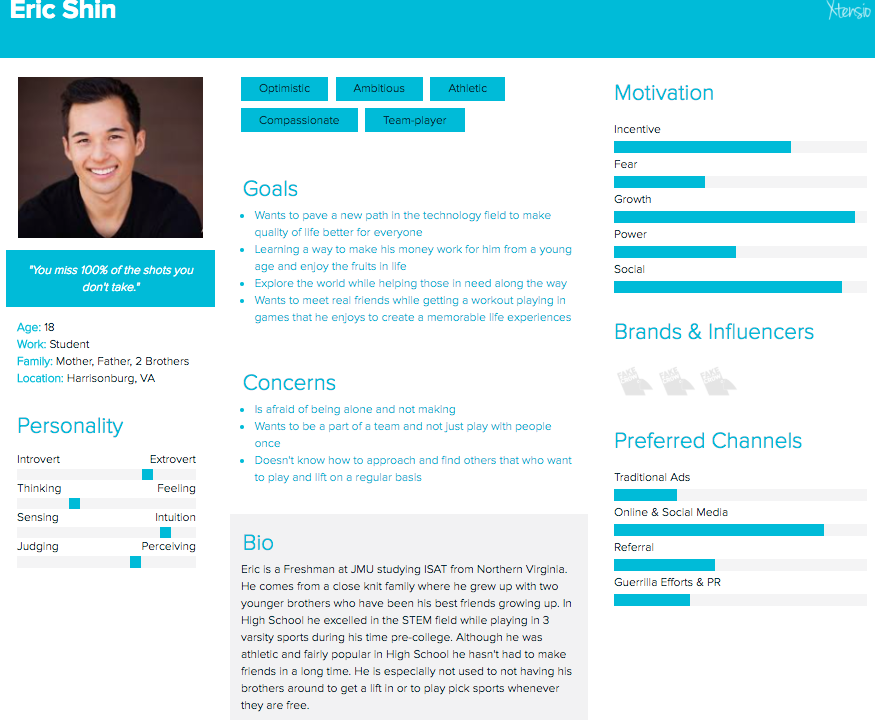 Eric Shin
Xtensio
"You miss 100% of the shots you
don't take."
Age: 18
Work: Student
Family: Mother, Father, 2 Brothers
Location: Harrisonburg, VA
Personality
Introvert Extrovert
Thinking Feeling
Sensing Intuition
Judging Perceiving
Optimistic Ambitious Athletic
Compassionate Team-player
Goals
Wants to pave a new path in the technology field to make
quality of life better for everyone
Learning a way to make his money work for him from a young
age and enjoy the fruits in life
Explore the world while helping those in need along the way
Wants to meet real friends while getting a workout playing in
games that he enjoys to create a memorable life experiences
Concerns
Is afraid of being alone and not making
Wants to be a part of a team and not just play with people
once
Doesn't know how to approach and find others that who want
to play and lift on a regular basis
Bio
Eric is a Freshman at JMU studying ISAT from Northern Virginia.
He comes from a close knit family where he grew up with two
younger brothers who have been his best friends growing up. In
High School he excelled in the STEM field while playing in 3
varsity sports during his time pre-college. Although he was
athletic and fairly popular in High School he hasn't had to make
friends in a long time. He is especially not used to not having his
brothers around to get a lift in or to play pick sports whenever
they are free.
Motivation
Incentive
Fear
Growth
Power
Social
Brands & Influencers
FAKE FAKE FAKE
Preferred Channels
Traditional Ads
Online & Social Media
Referral
Guerrilla Efforts & PR